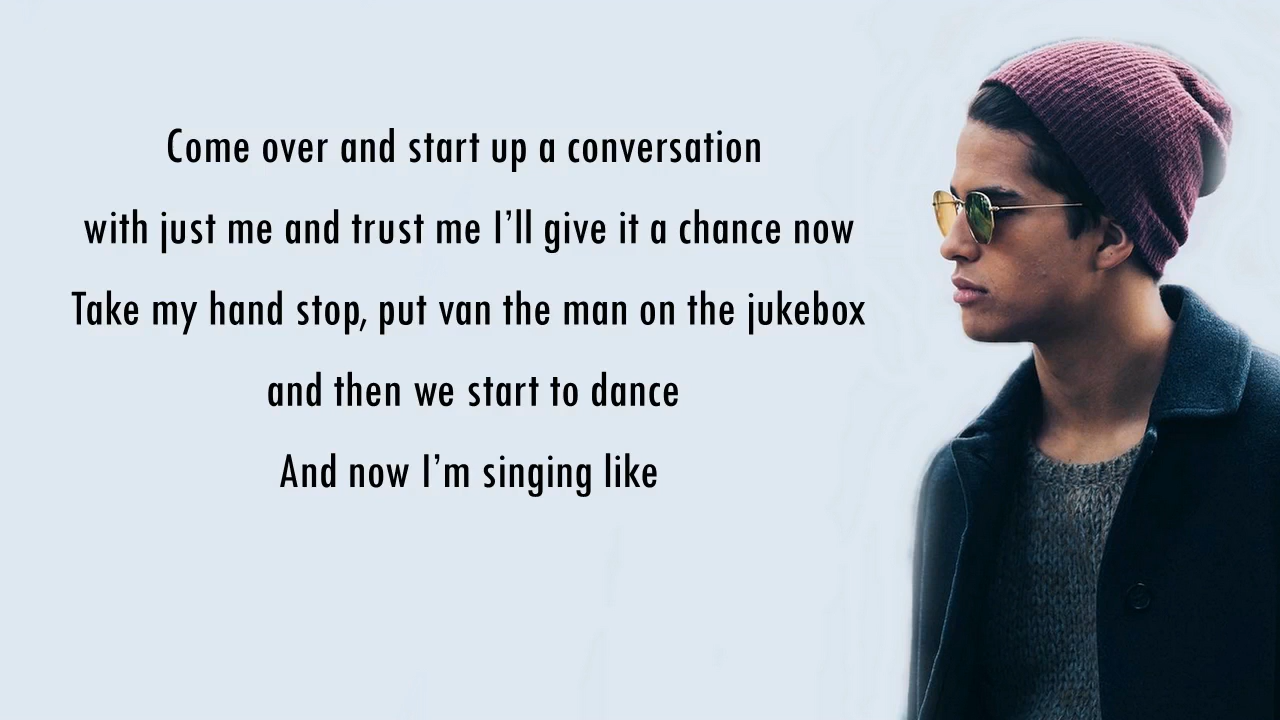 Come over and start up a conversation
with just me and trust me I’ll give it a chance now
Take my hand stop, put van the man on the jukebox
and then we start to dance
And now I’m singing like